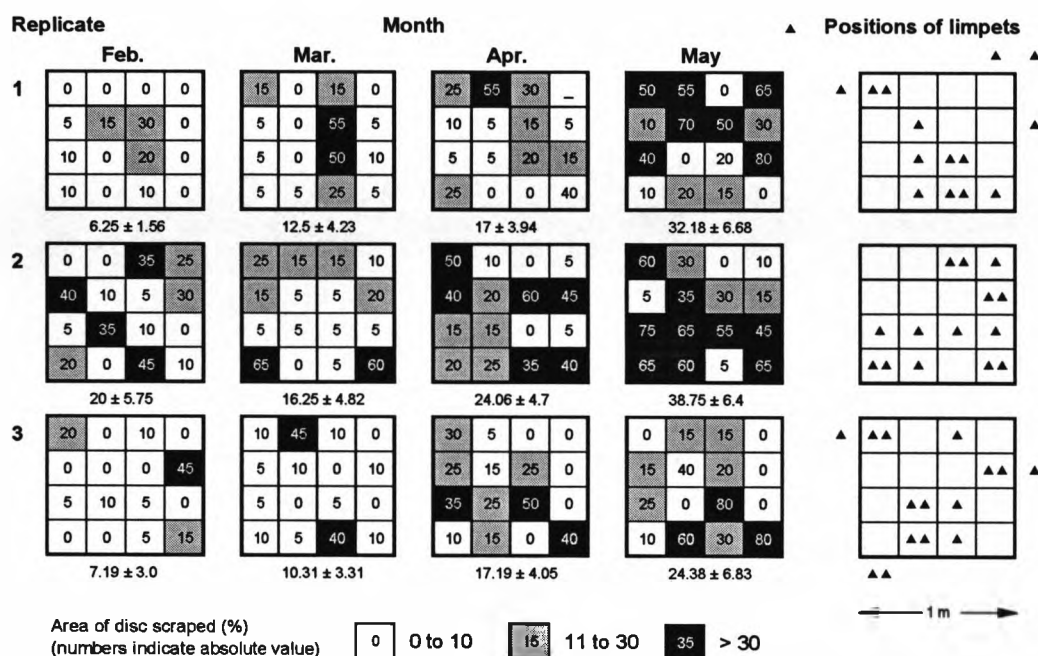 Replicate Month ▲ Positions of limpets
Feb. Mar. Apr. May
1
0 0 0 0 15 0 15 0 25 55 30 _ 50 55 0 65
5 15 30 0 5 0 55 5 10 5 15 5 10 70 50 30
10 0 20 0 5 0 50 10 5 5 20 15 40 0 20 80
10 0 10 0 5 5 25 5 25 0 0 40 10 20 15 0
6.25 ± 1.56 12.5 ± 4.23 17 ± 3.94 32.18 ± 6.68
2
0 0 35 25 25 15 15 10 50 10 0 5 60 30 0 10
40 10 5 30 15 5 5 20 40 20 60 45 5 35 30 15
5 35 10 0 5 5 5 5 15 15 0 5 75 65 55 45
20 0 45 10 65 0 5 60 20 25 35 40 65 60 5 65
20 ± 5.75 16.25 ± 4.82 24.06 ± 4.7 38.75 ± 6.4
3
20 0 10 0 10 45 10 0 30 5 0 0 0 15 15 0
0 0 0 45 5 10 0 10 25 15 25 0 15 40 20 0
5 10 5 0 0 0 5 0 35 25 50 0 25 0 80 0
0 0 5 15 10 5 40 10 10 15 0 40 10 60 30 80
7.19 ± 3.0 10.31 ± 3.31 17.19 ± 4.05 24.38 ± 6.83
1 m
Area of disc scraped (%)
(numbers indicate absolute value)
0 0 to 10 15 11 to 30 35 > 30